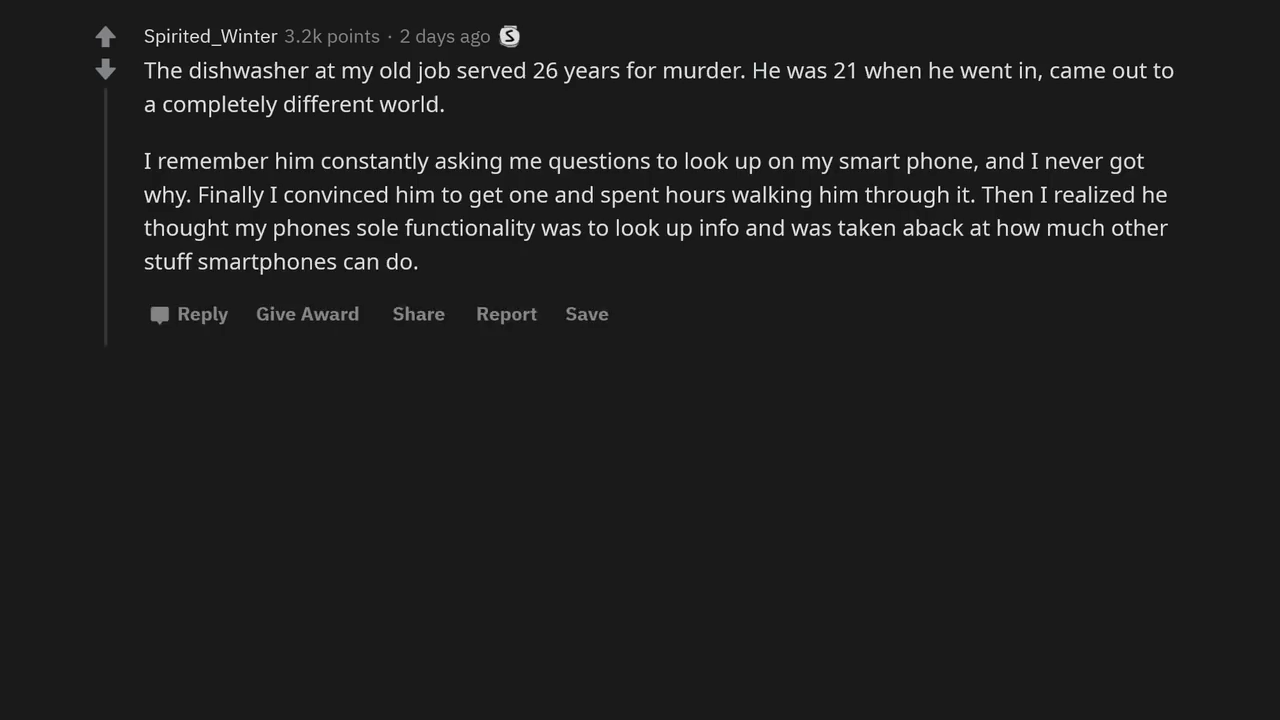 Spirited_Winter 3.2k points · 2 days ago S
The dishwasher at my old job served 26 years for murder. He was 21 when he went in, came out to
a completely different world.
I remember him constantly asking me questions to look up on my smart phone, and I never got
why. Finally I convinced him to get one and spent hours walking him through it. Then I realized he
thought my phones sole functionality was to look up info and was taken aback at how much other
stuff smartphones can do.
Reply Give Award Share Report Save